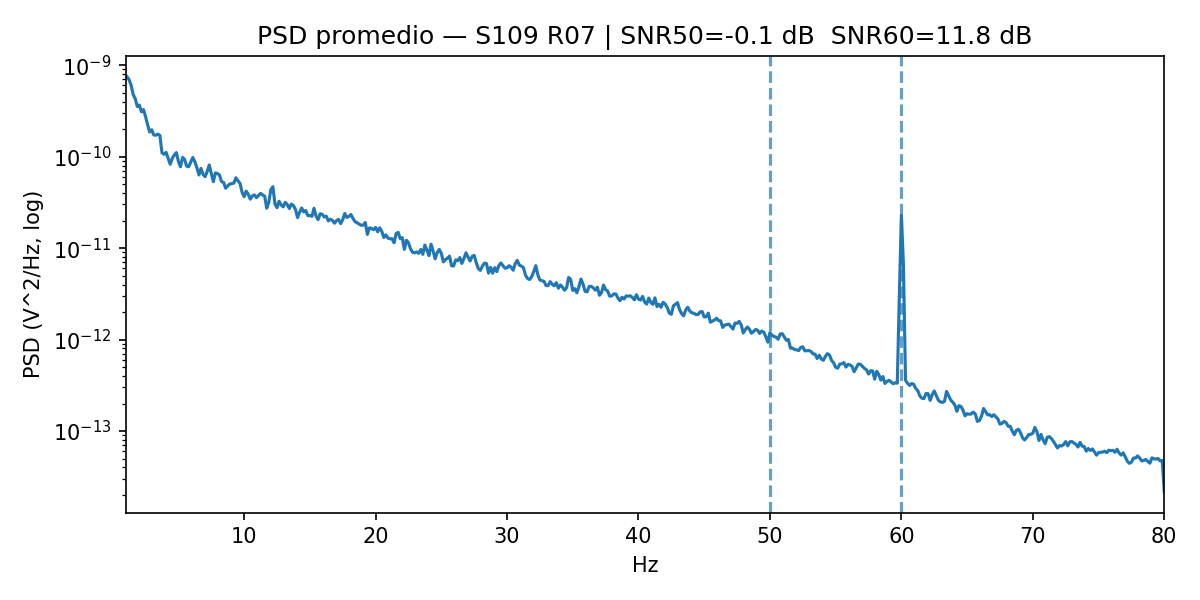 PSD promedio — S109 R07 | SNR50=-0.1 dB  SNR60=11.8 dB
PSD (V^2/Hz, log)
10⁻⁹
10⁻¹⁰
10⁻¹¹
10⁻¹²
10⁻¹³
10 20 30 40 50 60 70 80
Hz